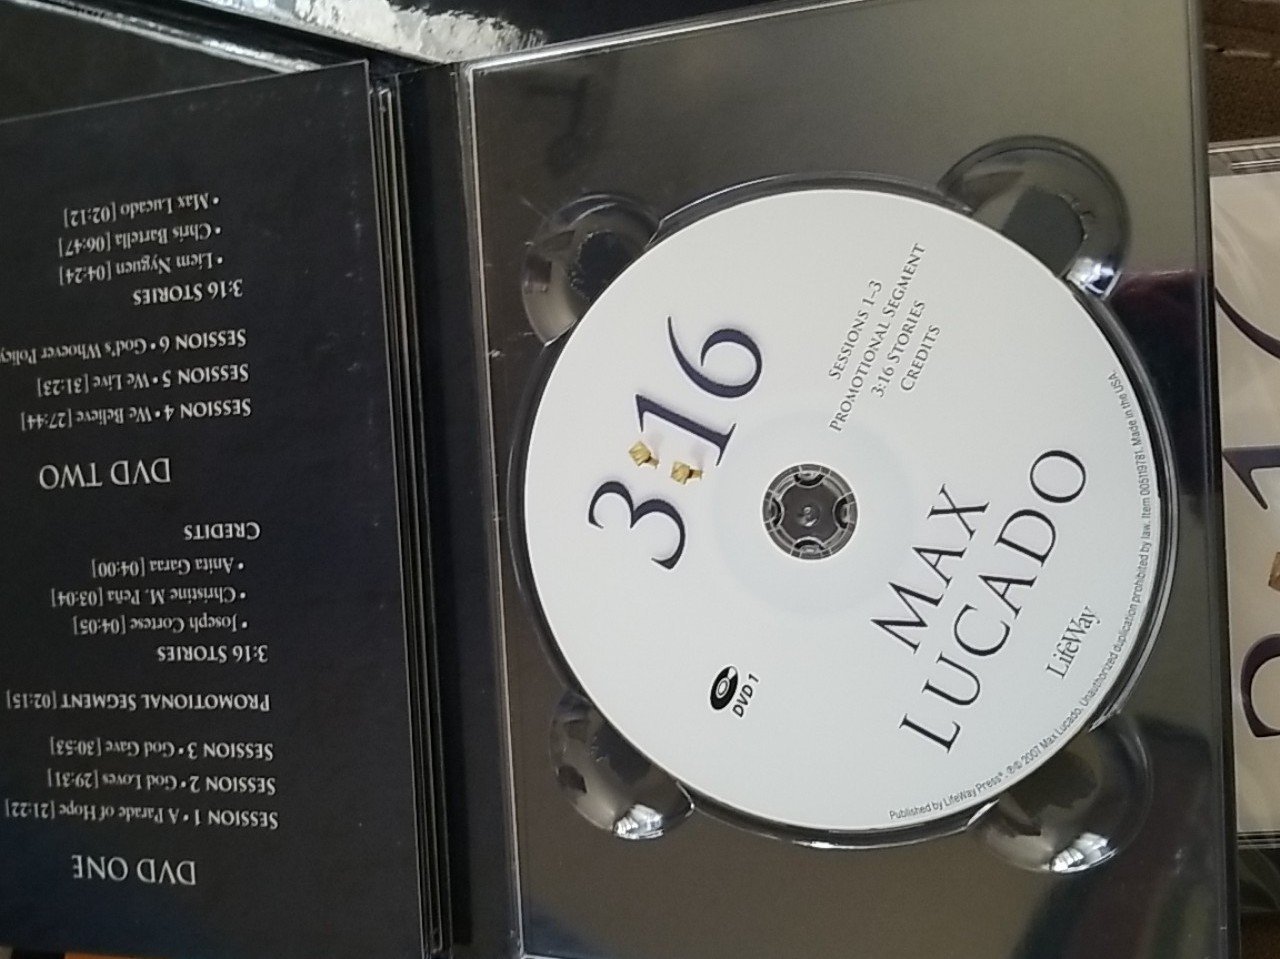 DVD ONE
SESSION 1 • A Parade of Hope [21:22]
SESSION 2 • God Loves [29:31]
SESSION 3 • God Gave [30:53]
PROMOTIONAL SEGMENT [02:15]
3:16 STORIES
• Joseph Cortese [04:05]
• Christine M. Peña [03:04]
• Anita Garza [04:00]
CREDITS
DVD TWO
SESSION 4 • We Believe [27:44]
SESSION 5 • We Live [31:23]
SESSION 6 • God's Whoever Policy
3:16 STORIES
• Liem Nyguen [04:24]
• Chris Bartella [06:47]
• Max Lucado [02:12]
3:16
SESSIONS 1–3
PROMOTIONAL SEGMENT
3:16 STORIES
CREDITS
DVD 1
MAX
LUCADO
LifeWay
Published by LifeWay Press®. ℗© 2007 Max Lucado. Unauthorized duplication prohibited by law. Item 005119781. Made in the USA.